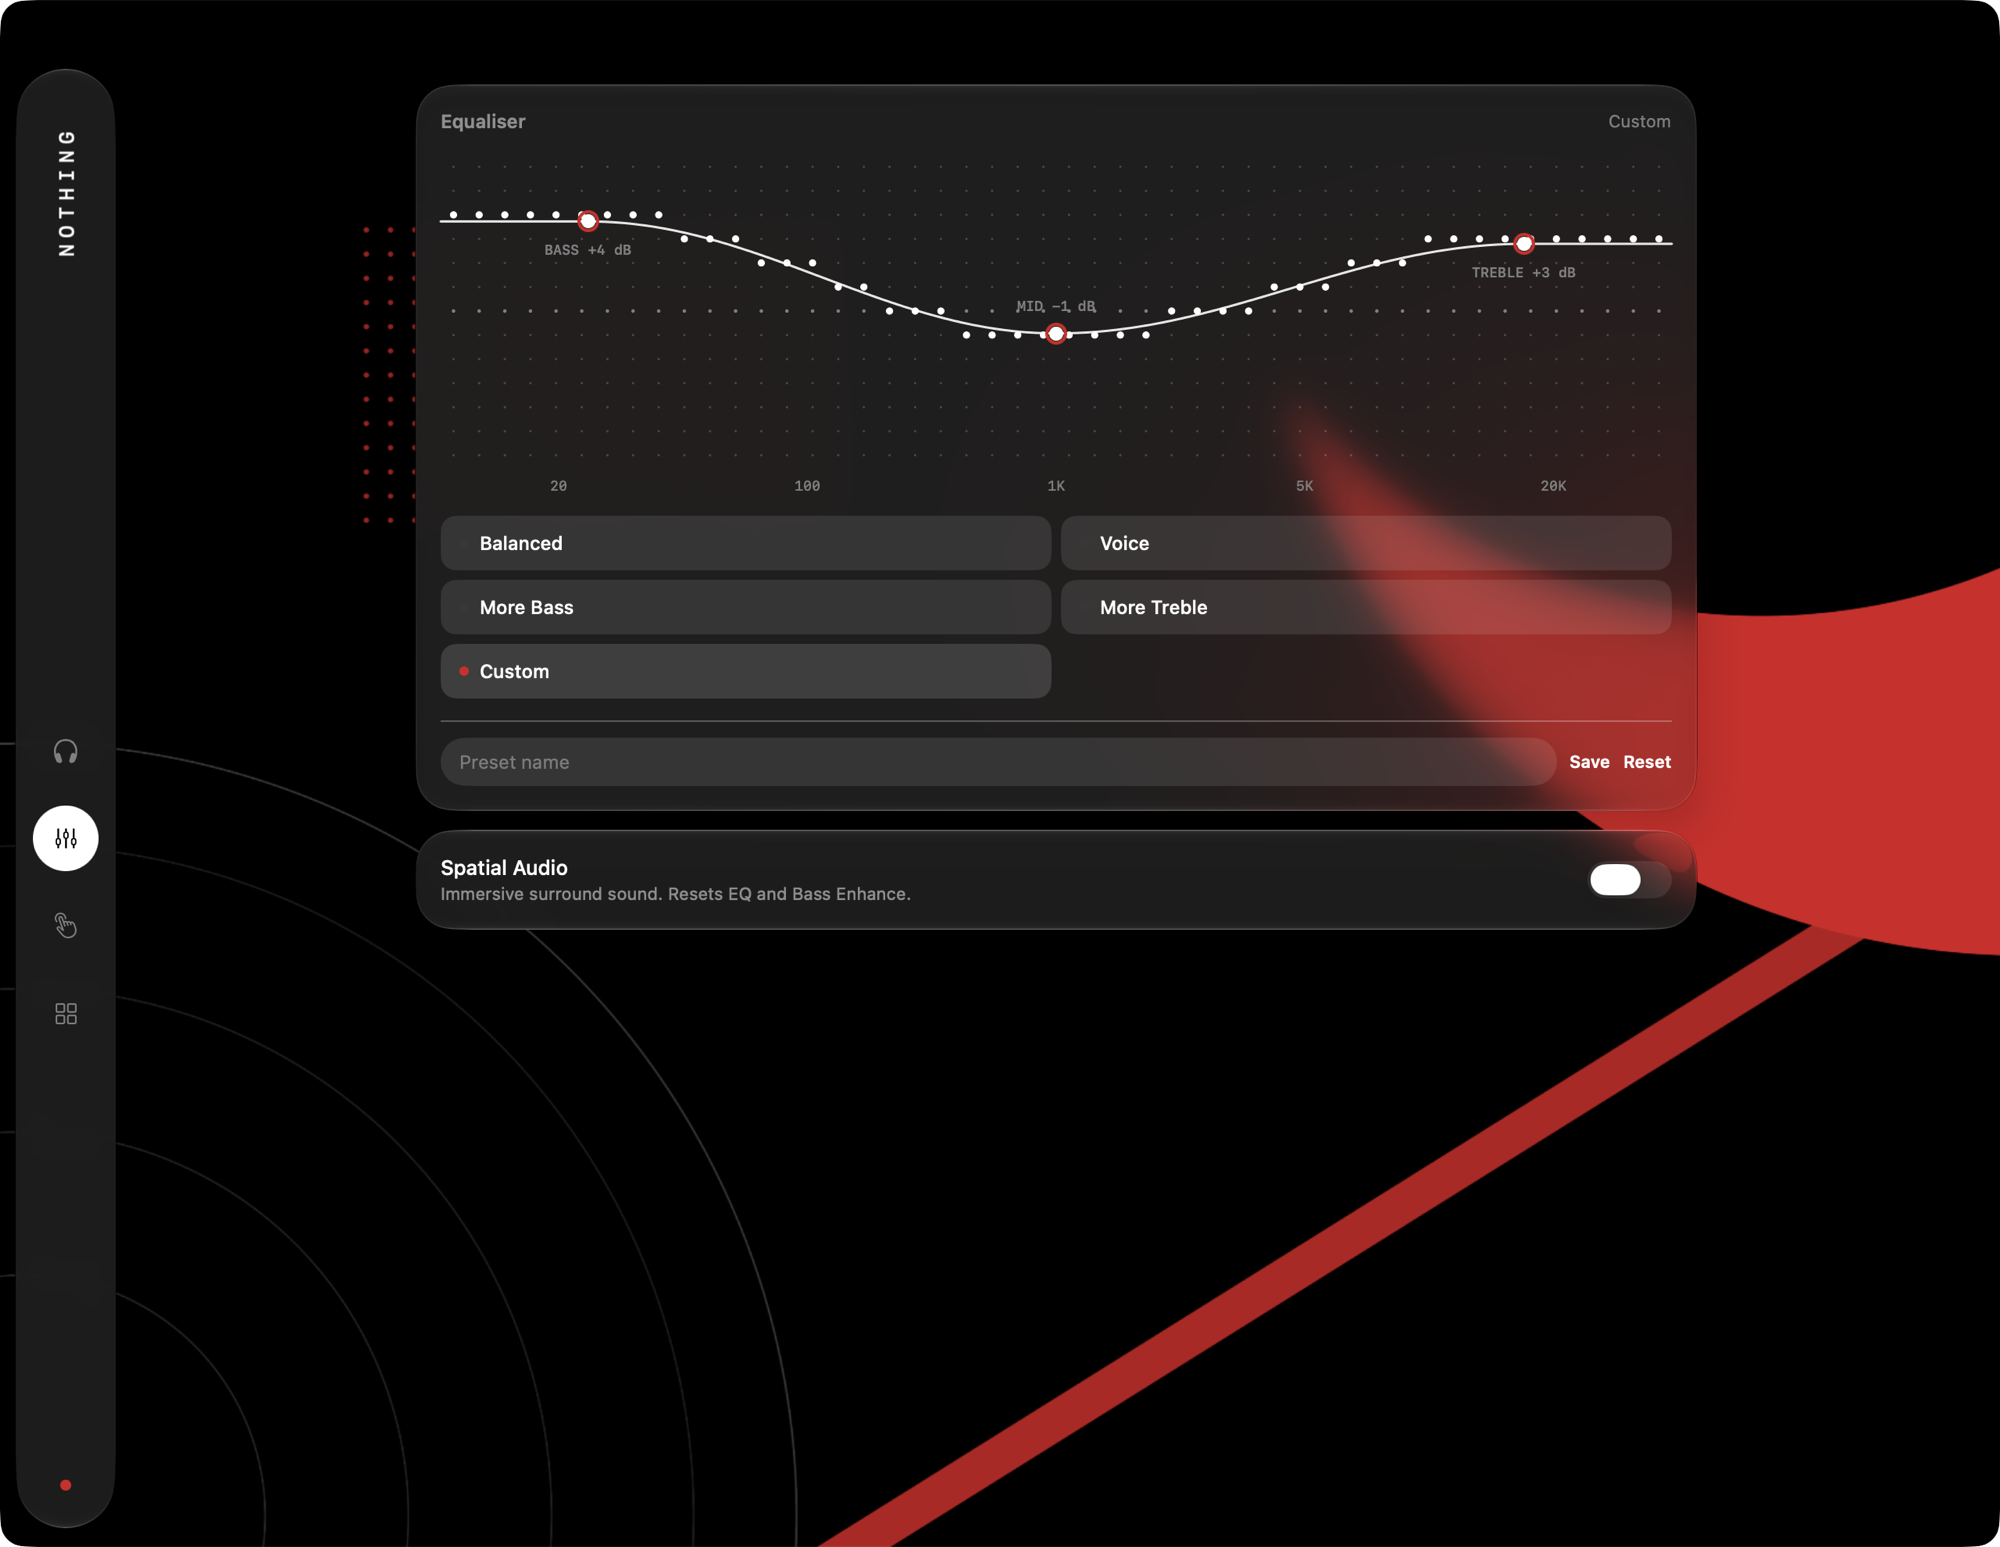 NOTHING
Equaliser
Custom
BASS +4 dB
TREBLE +3 dB
MID −1 dB
20 100 1K 5K 20K
Balanced
Voice
More Bass
More Treble
Custom
Preset name
Save Reset
Spatial Audio
Immersive surround sound. Resets EQ and Bass Enhance.